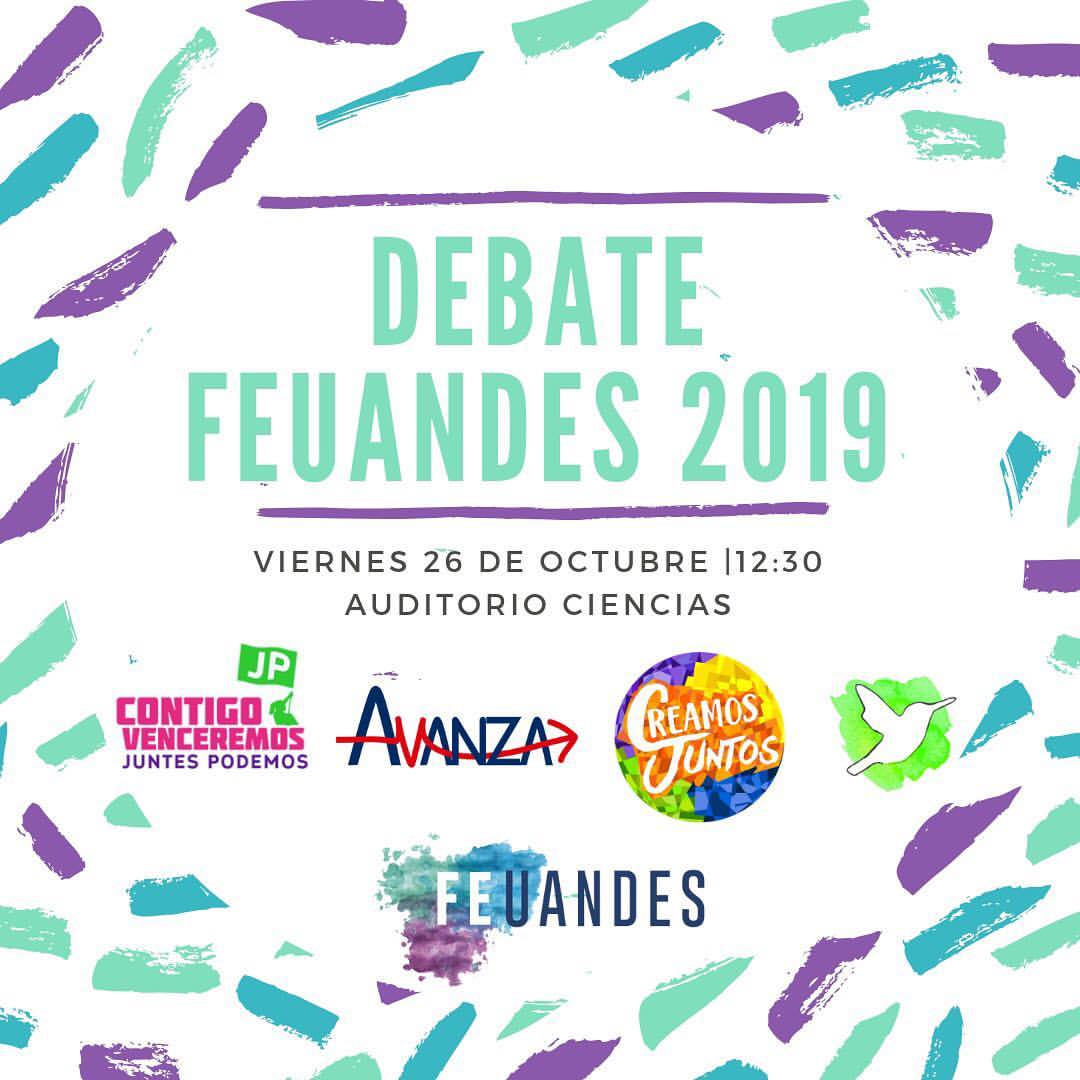 DEBATE
FEUANDES 2019
VIERNES 26 DE OCTUBRE |12:30
AUDITORIO CIENCIAS
JP
CONTIGO
VENCEREMOS
JUNTES PODEMOS
AVANZA
CREAMOS
JUNTOS
FEUANDES